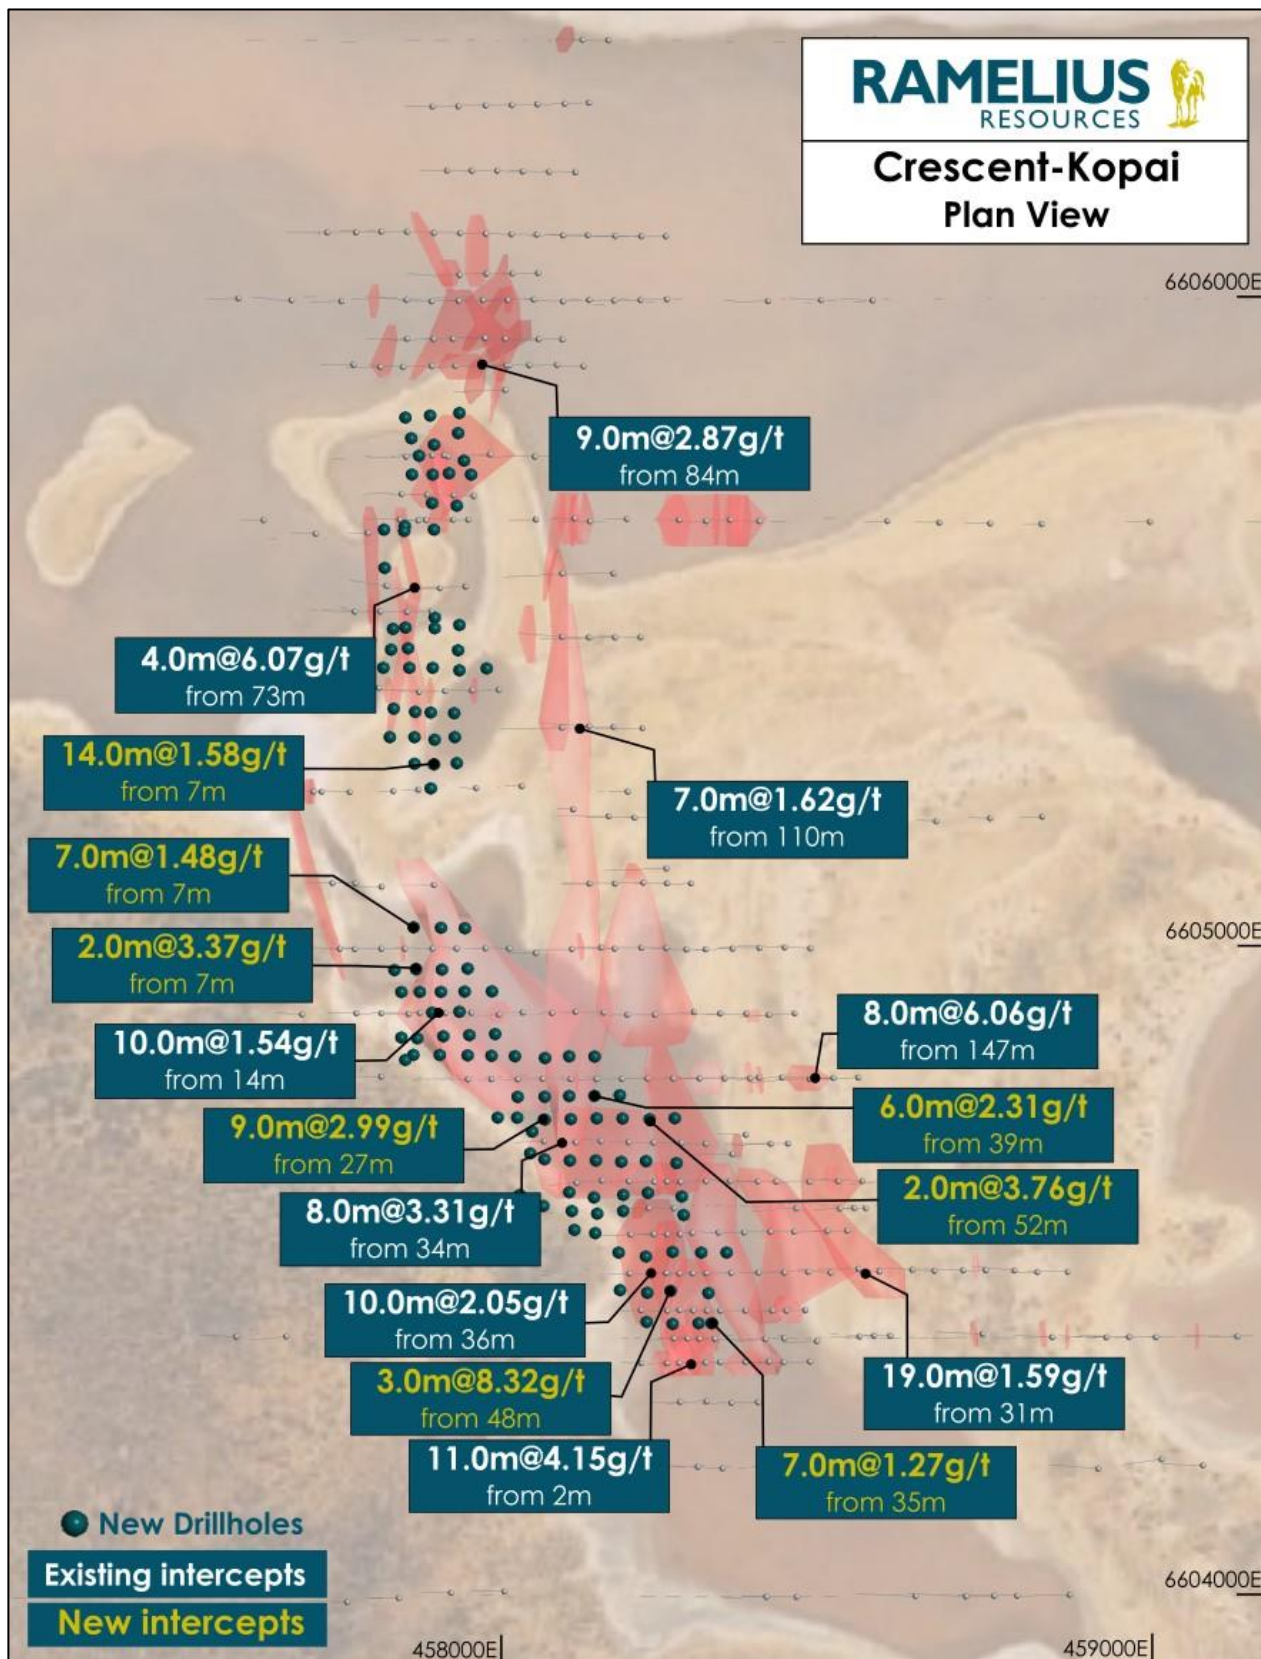 RAMELIUS
RESOURCES
Crescent-Kopai
Plan View
6606000E
9.0m@2.87g/t
from 84m
4.0m@6.07g/t
from 73m
14.0m@1.58g/t
from 7m
7.0m@1.62g/t
from 110m
7.0m@1.48g/t
from 7m
6605000E
2.0m@3.37g/t
from 7m
8.0m@6.06g/t
from 147m
10.0m@1.54g/t
from 14m
6.0m@2.31g/t
from 39m
9.0m@2.99g/t
from 27m
2.0m@3.76g/t
from 52m
8.0m@3.31g/t
from 34m
10.0m@2.05g/t
from 36m
19.0m@1.59g/t
from 31m
3.0m@8.32g/t
from 48m
11.0m@4.15g/t
from 2m
7.0m@1.27g/t
from 35m
New Drillholes
Existing intercepts
New intercepts
6604000E
458000E
459000E